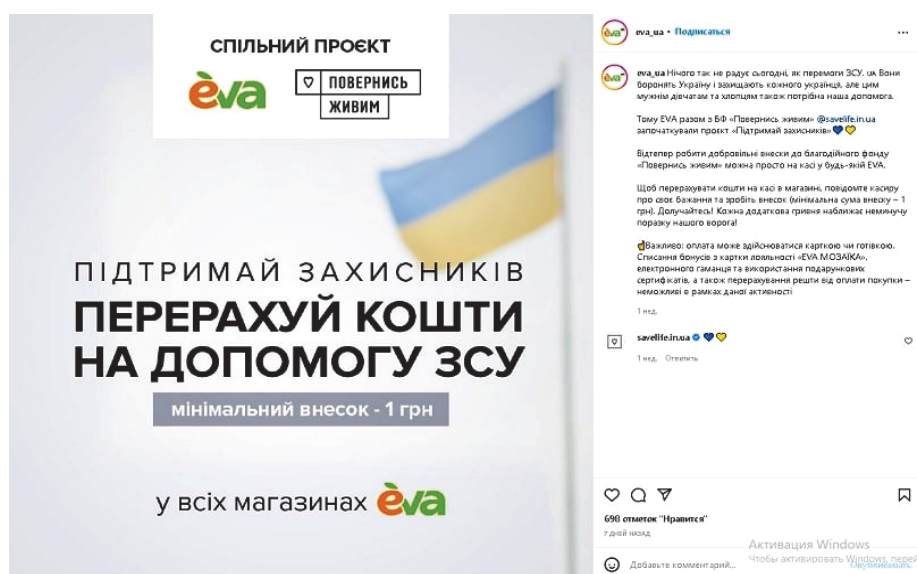 СПІЛЬНИЙ ПРОЄКТ
èva
ПОВЕРНИСЬ
ЖИВИМ
ПІДТРИМАЙ ЗАХИСНИКІВ
ПЕРЕРАХУЙ КОШТИ
НА ДОПОМОГУ ЗСУ
мінімальний внесок - 1 грн
у всіх магазинах èva
eva_ua • Подписаться
eva_ua Нічого так не радує сьогодні, як перемоги ЗСУ. UA Вони
боронять Україну і захищають кожного українця, але цим
мужнім дівчатам та хлопцям також потрібна наша допомога.
Тому EVA разом з БФ «Повернись живим» @savelife.in.ua
започаткували проєкт «Підтримай захисників» 💙 💛
Відтепер робити добровільні внески до благодійного фонду
«Повернись живим» можна просто на касі у будь-якій EVA.
Щоб перерахувати кошти на касі в магазині, повідомте касиру
про своє бажання та зробіть внесок (мінімальна сума внеску – 1
грн). Долучайтесь! Кожна додаткова гривня наближає неминучу
поразку нашого ворога!
☝Важливо: оплата може здійснюватися карткою чи готівкою.
Списання бонусів з картки лояльності «EVA МОЗАЇКА»,
електронного гаманця та використання подарункових
сертифікатів, а також перерахування решти від оплати покупки –
неможливі в рамках даної активності
1 нед.
savelife.in.ua 💙 💛
1 нед. Ответить
698 отметок "Нравится"
7 ДНЕЙ НАЗАД
Активация Windows
Чтобы активировать Windows, перей
Добавьте комментарий...
Опубликовать